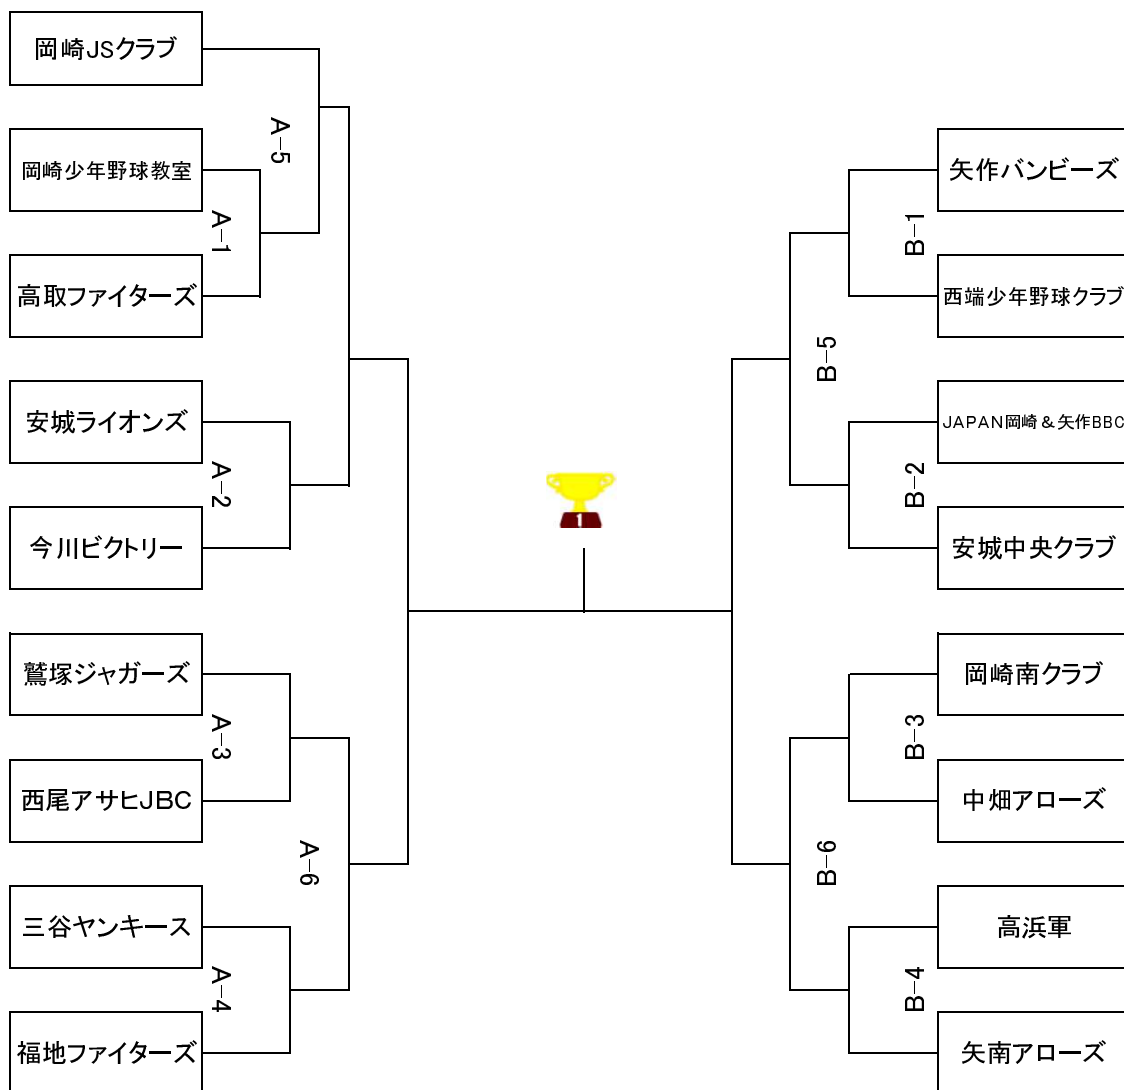 岡崎JSクラブ
A-5
岡崎少年野球教室
A-1
高取ファイターズ
安城ライオンズ
A-2
今川ビクトリー
鷲塚ジャガーズ
A-3
西尾アサヒJBC
A-6
三谷ヤンキース
A-4
福地ファイターズ
1
矢作バンビーズ
B-1
西端少年野球クラブ
B-5
JAPAN岡崎&矢作BBC
B-2
安城中央クラブ
岡崎南クラブ
B-3
中畑アローズ
B-6
高浜軍
B-4
矢南アローズ